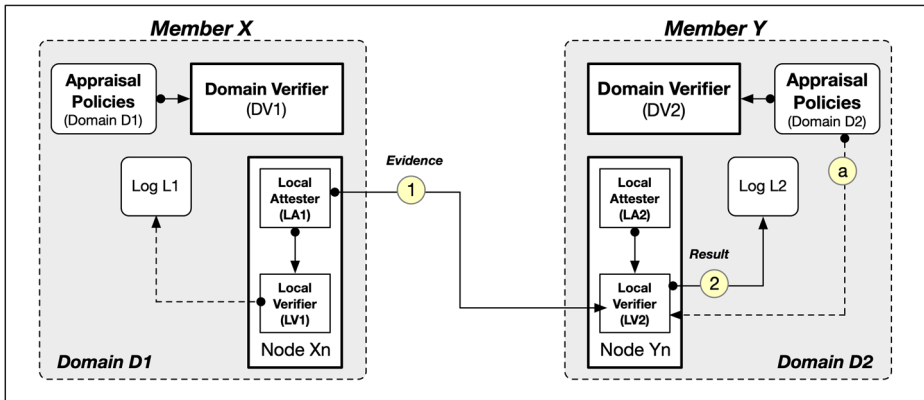 Member X
Appraisal
Policies
(Domain D1)
Domain Verifier
(DV1)
Log L1
Local
Attester
(LA1)
Local
Verifier
(LV1)
Node Xn
Domain D1
Evidence
1
Member Y
Domain Verifier
(DV2)
Appraisal
Policies
(Domain D2)
a
Local
Attester
(LA2)
Log L2
Result
2
Local
Verifier
(LV2)
Node Yn
Domain D2